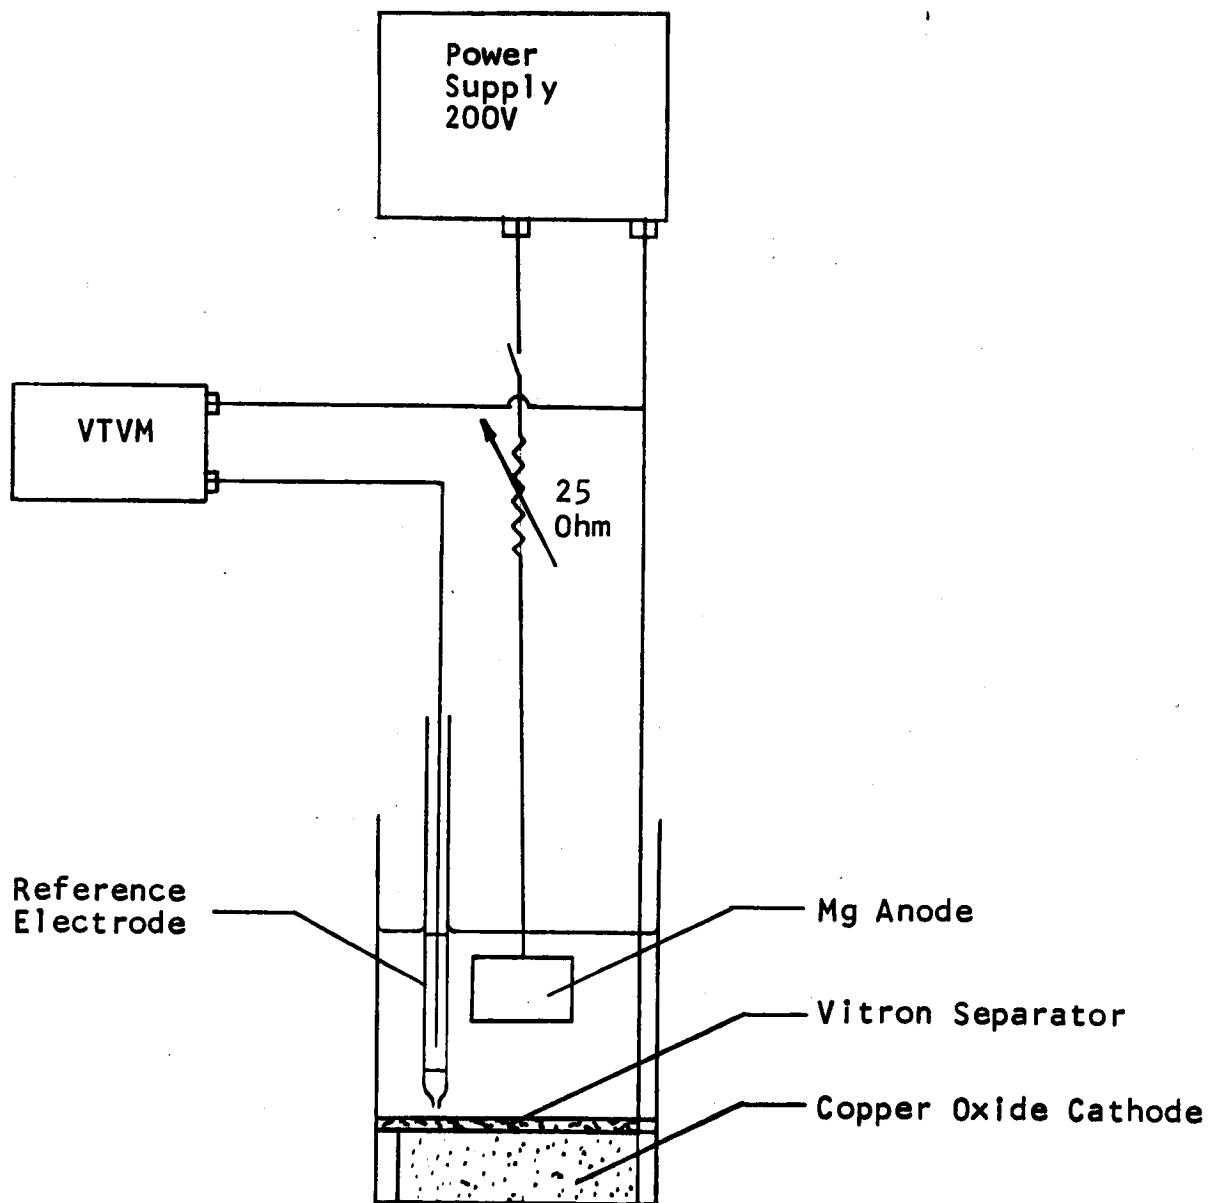 Power
Supply
200V
VTVM
25
Ohm
Reference
Electrode
Mg Anode
Vitron Separator
Copper Oxide Cathode